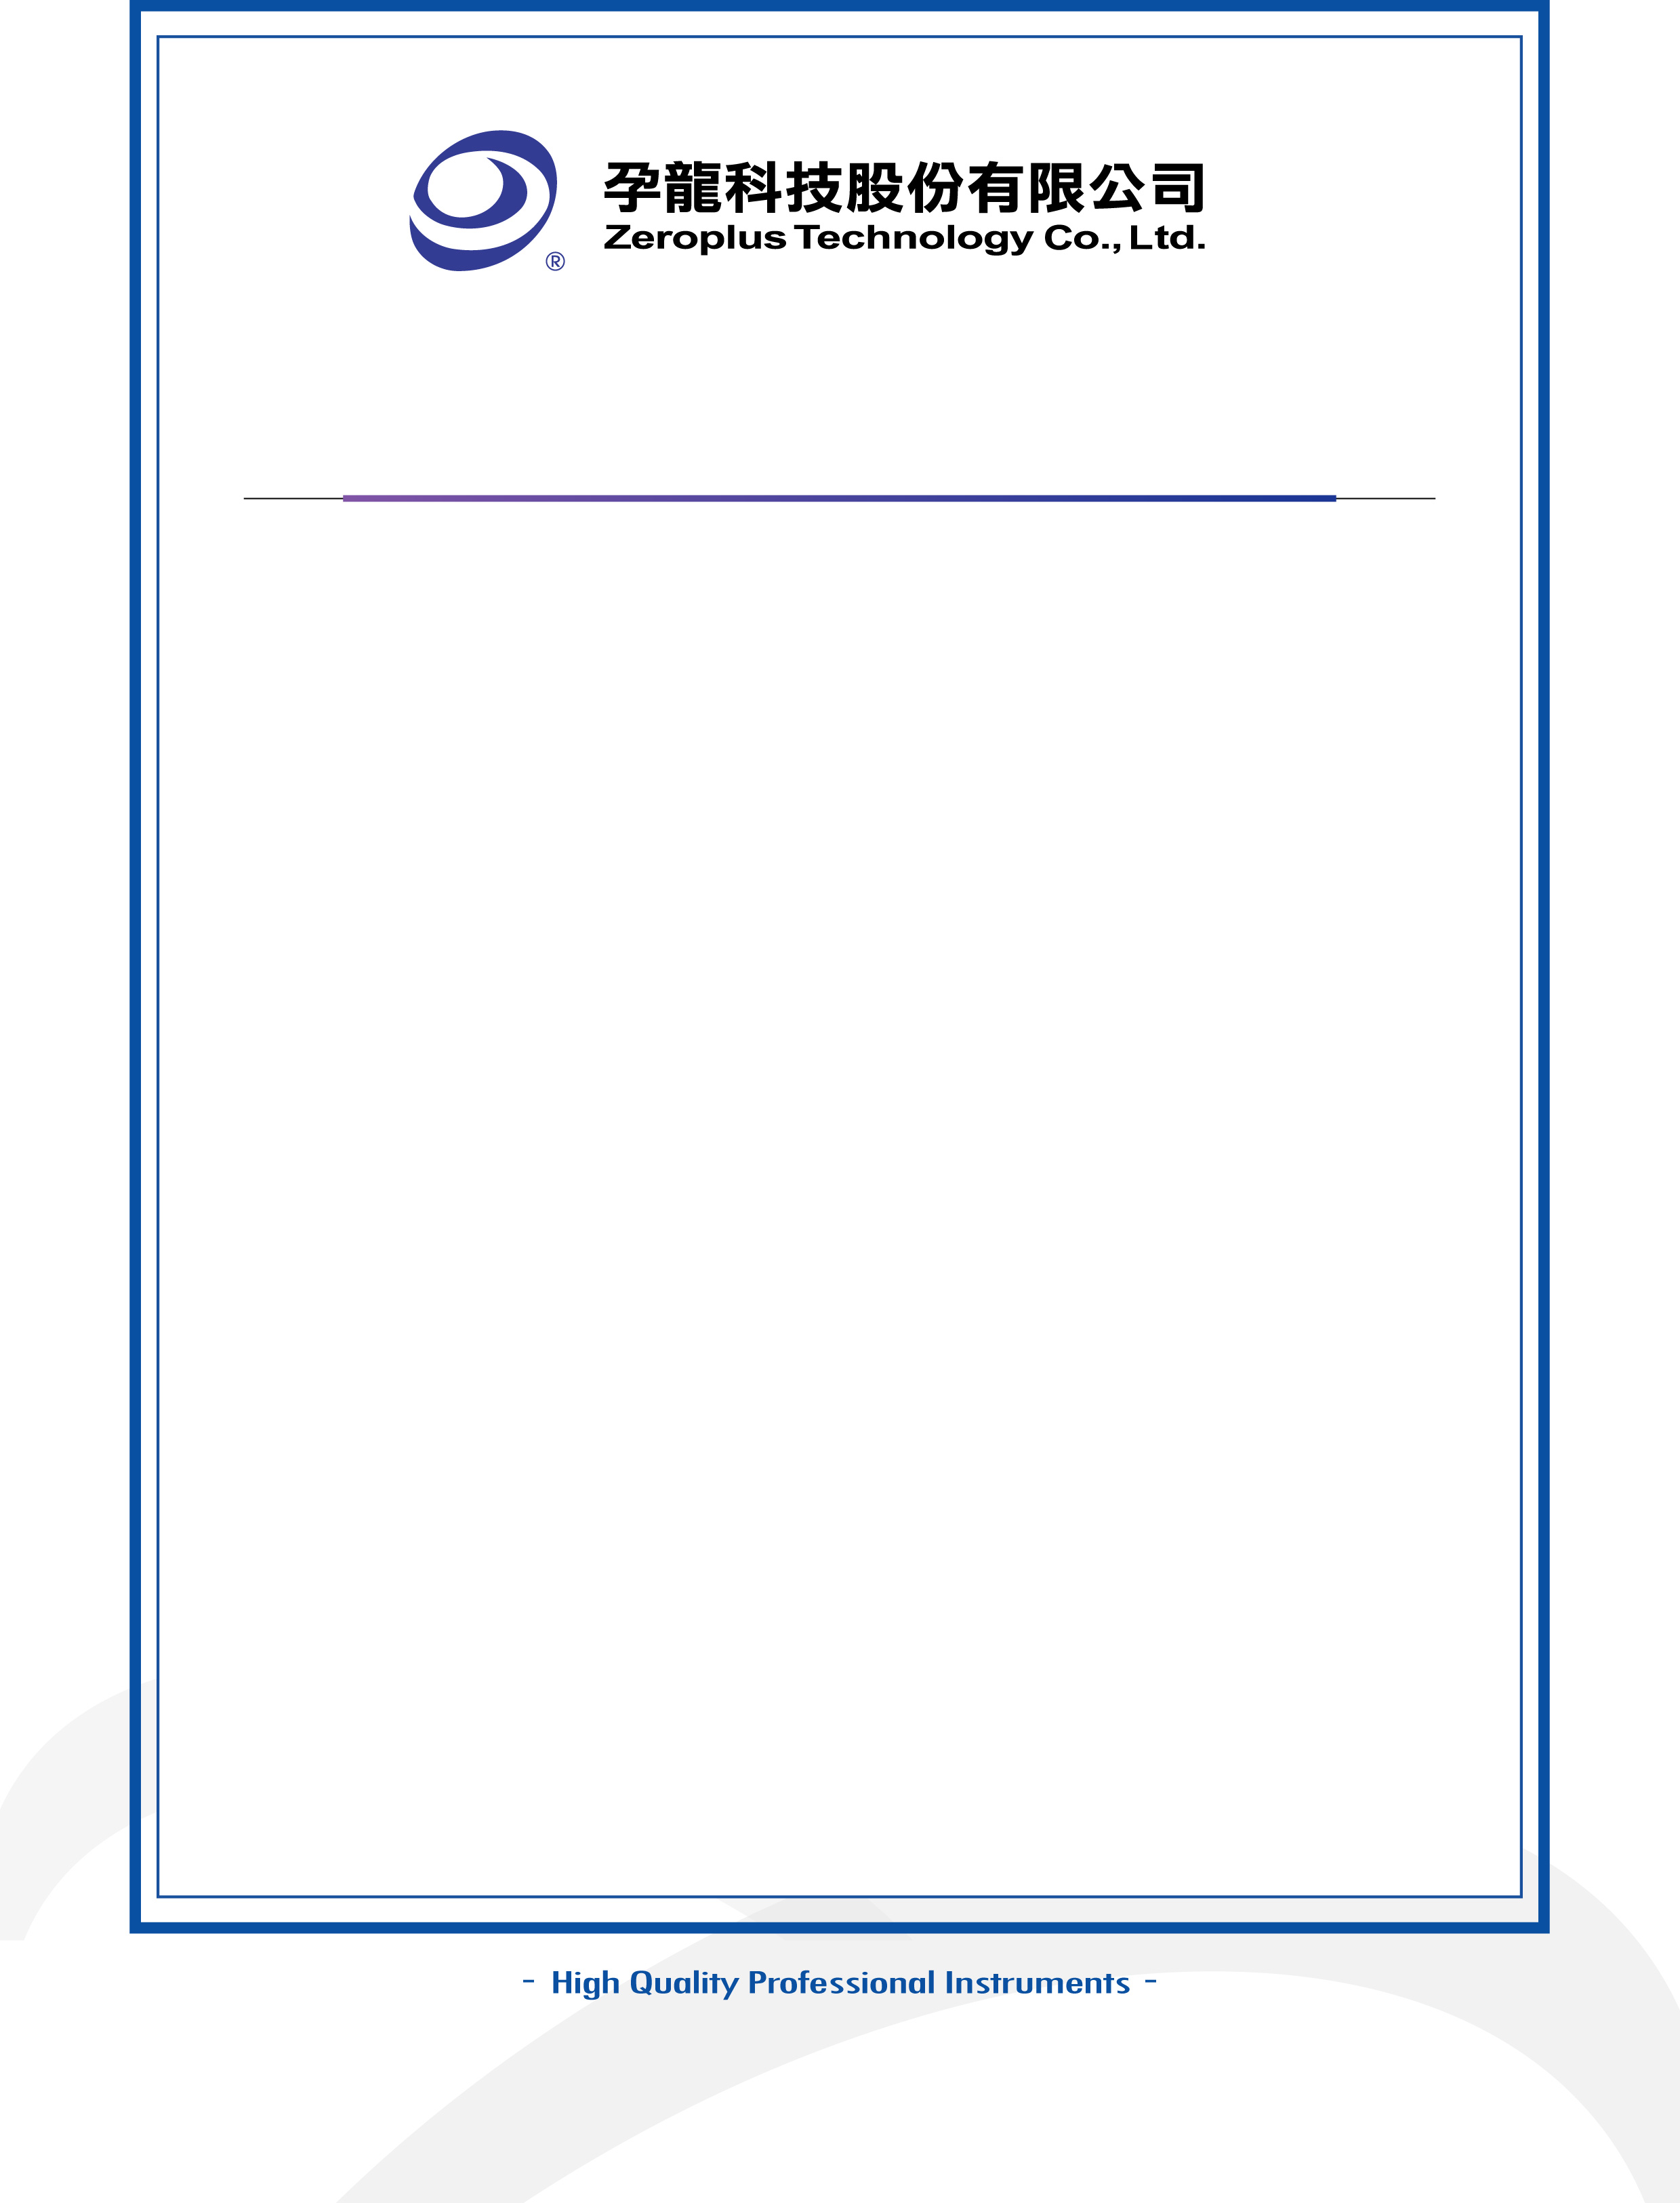 孕龍科技股份有限公司
Zeroplus Technology Co., Ltd.
®
- High Quality Professional Instruments -